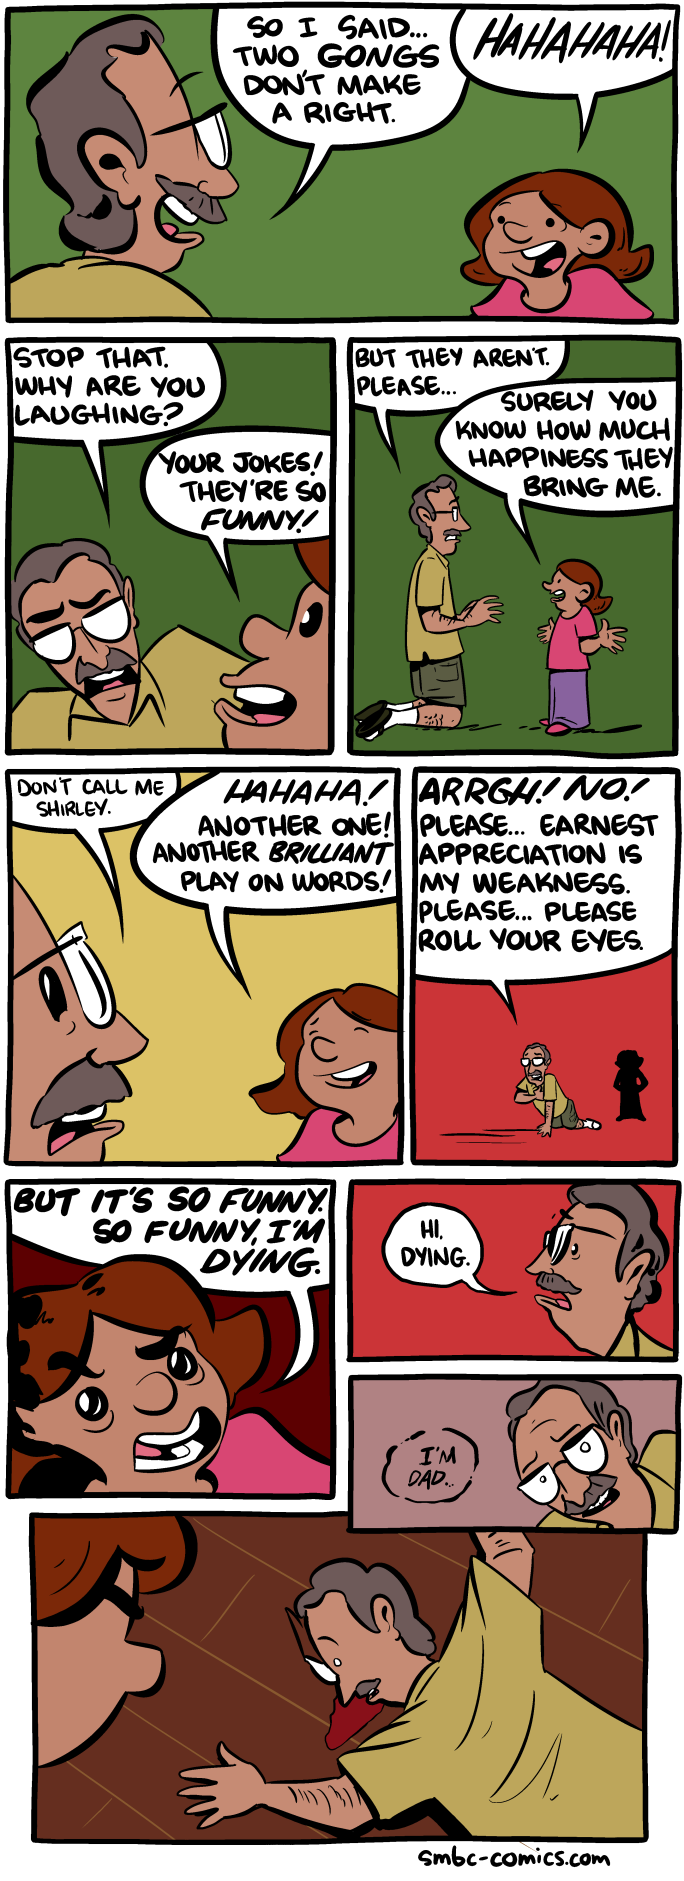 SO I SAID...
TWO GONGS
DON'T MAKE
A RIGHT.
HAHAHAHA!
STOP THAT.
WHY ARE YOU
LAUGHING?
YOUR JOKES!
THEY'RE SO
FUNNY!
BUT THEY AREN'T.
PLEASE...
SURELY YOU
KNOW HOW MUCH
HAPPINESS THEY
BRING ME.
DON'T CALL ME
SHIRLEY.
HAHAHA!
ANOTHER ONE!
ANOTHER BRILLIANT
PLAY ON WORDS!
ARRGH! NO!
PLEASE... EARNEST
APPRECIATION IS
MY WEAKNESS.
PLEASE... PLEASE
ROLL YOUR EYES.
BUT IT'S SO FUNNY.
SO FUNNY, I'M
DYING.
HI,
DYING.
I'M
DAD...
smbc-comics.com